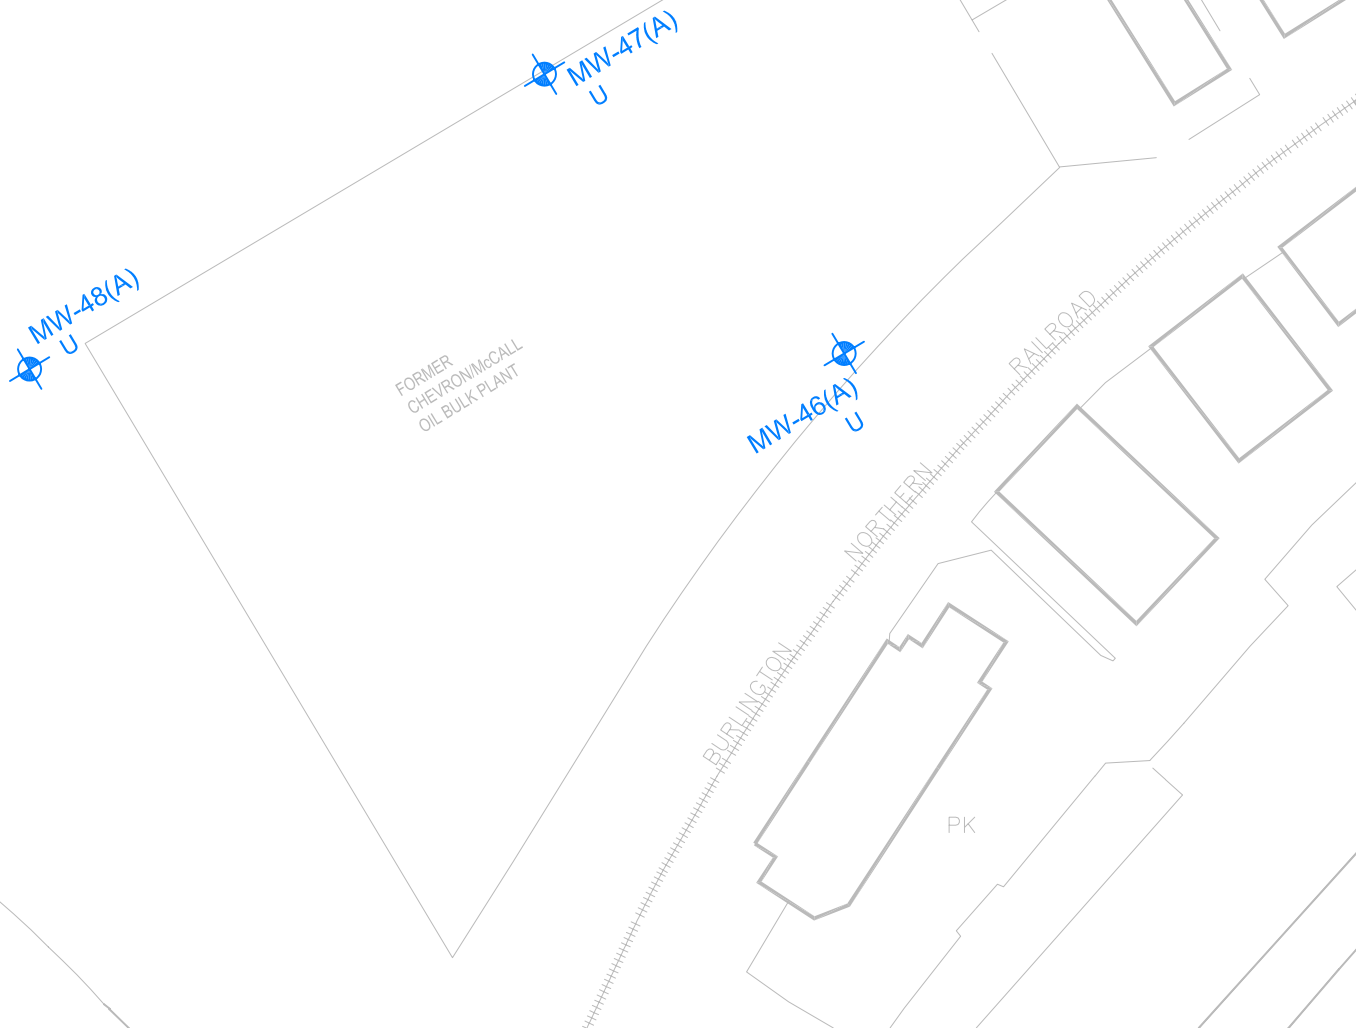 MW-47(A)
U
MW-48(A)
U
FORMER
CHEVRON/McCALL
OIL BULK PLANT
MW-46(A)
U
BURLINGTON NORTHERN RAILROAD
PK